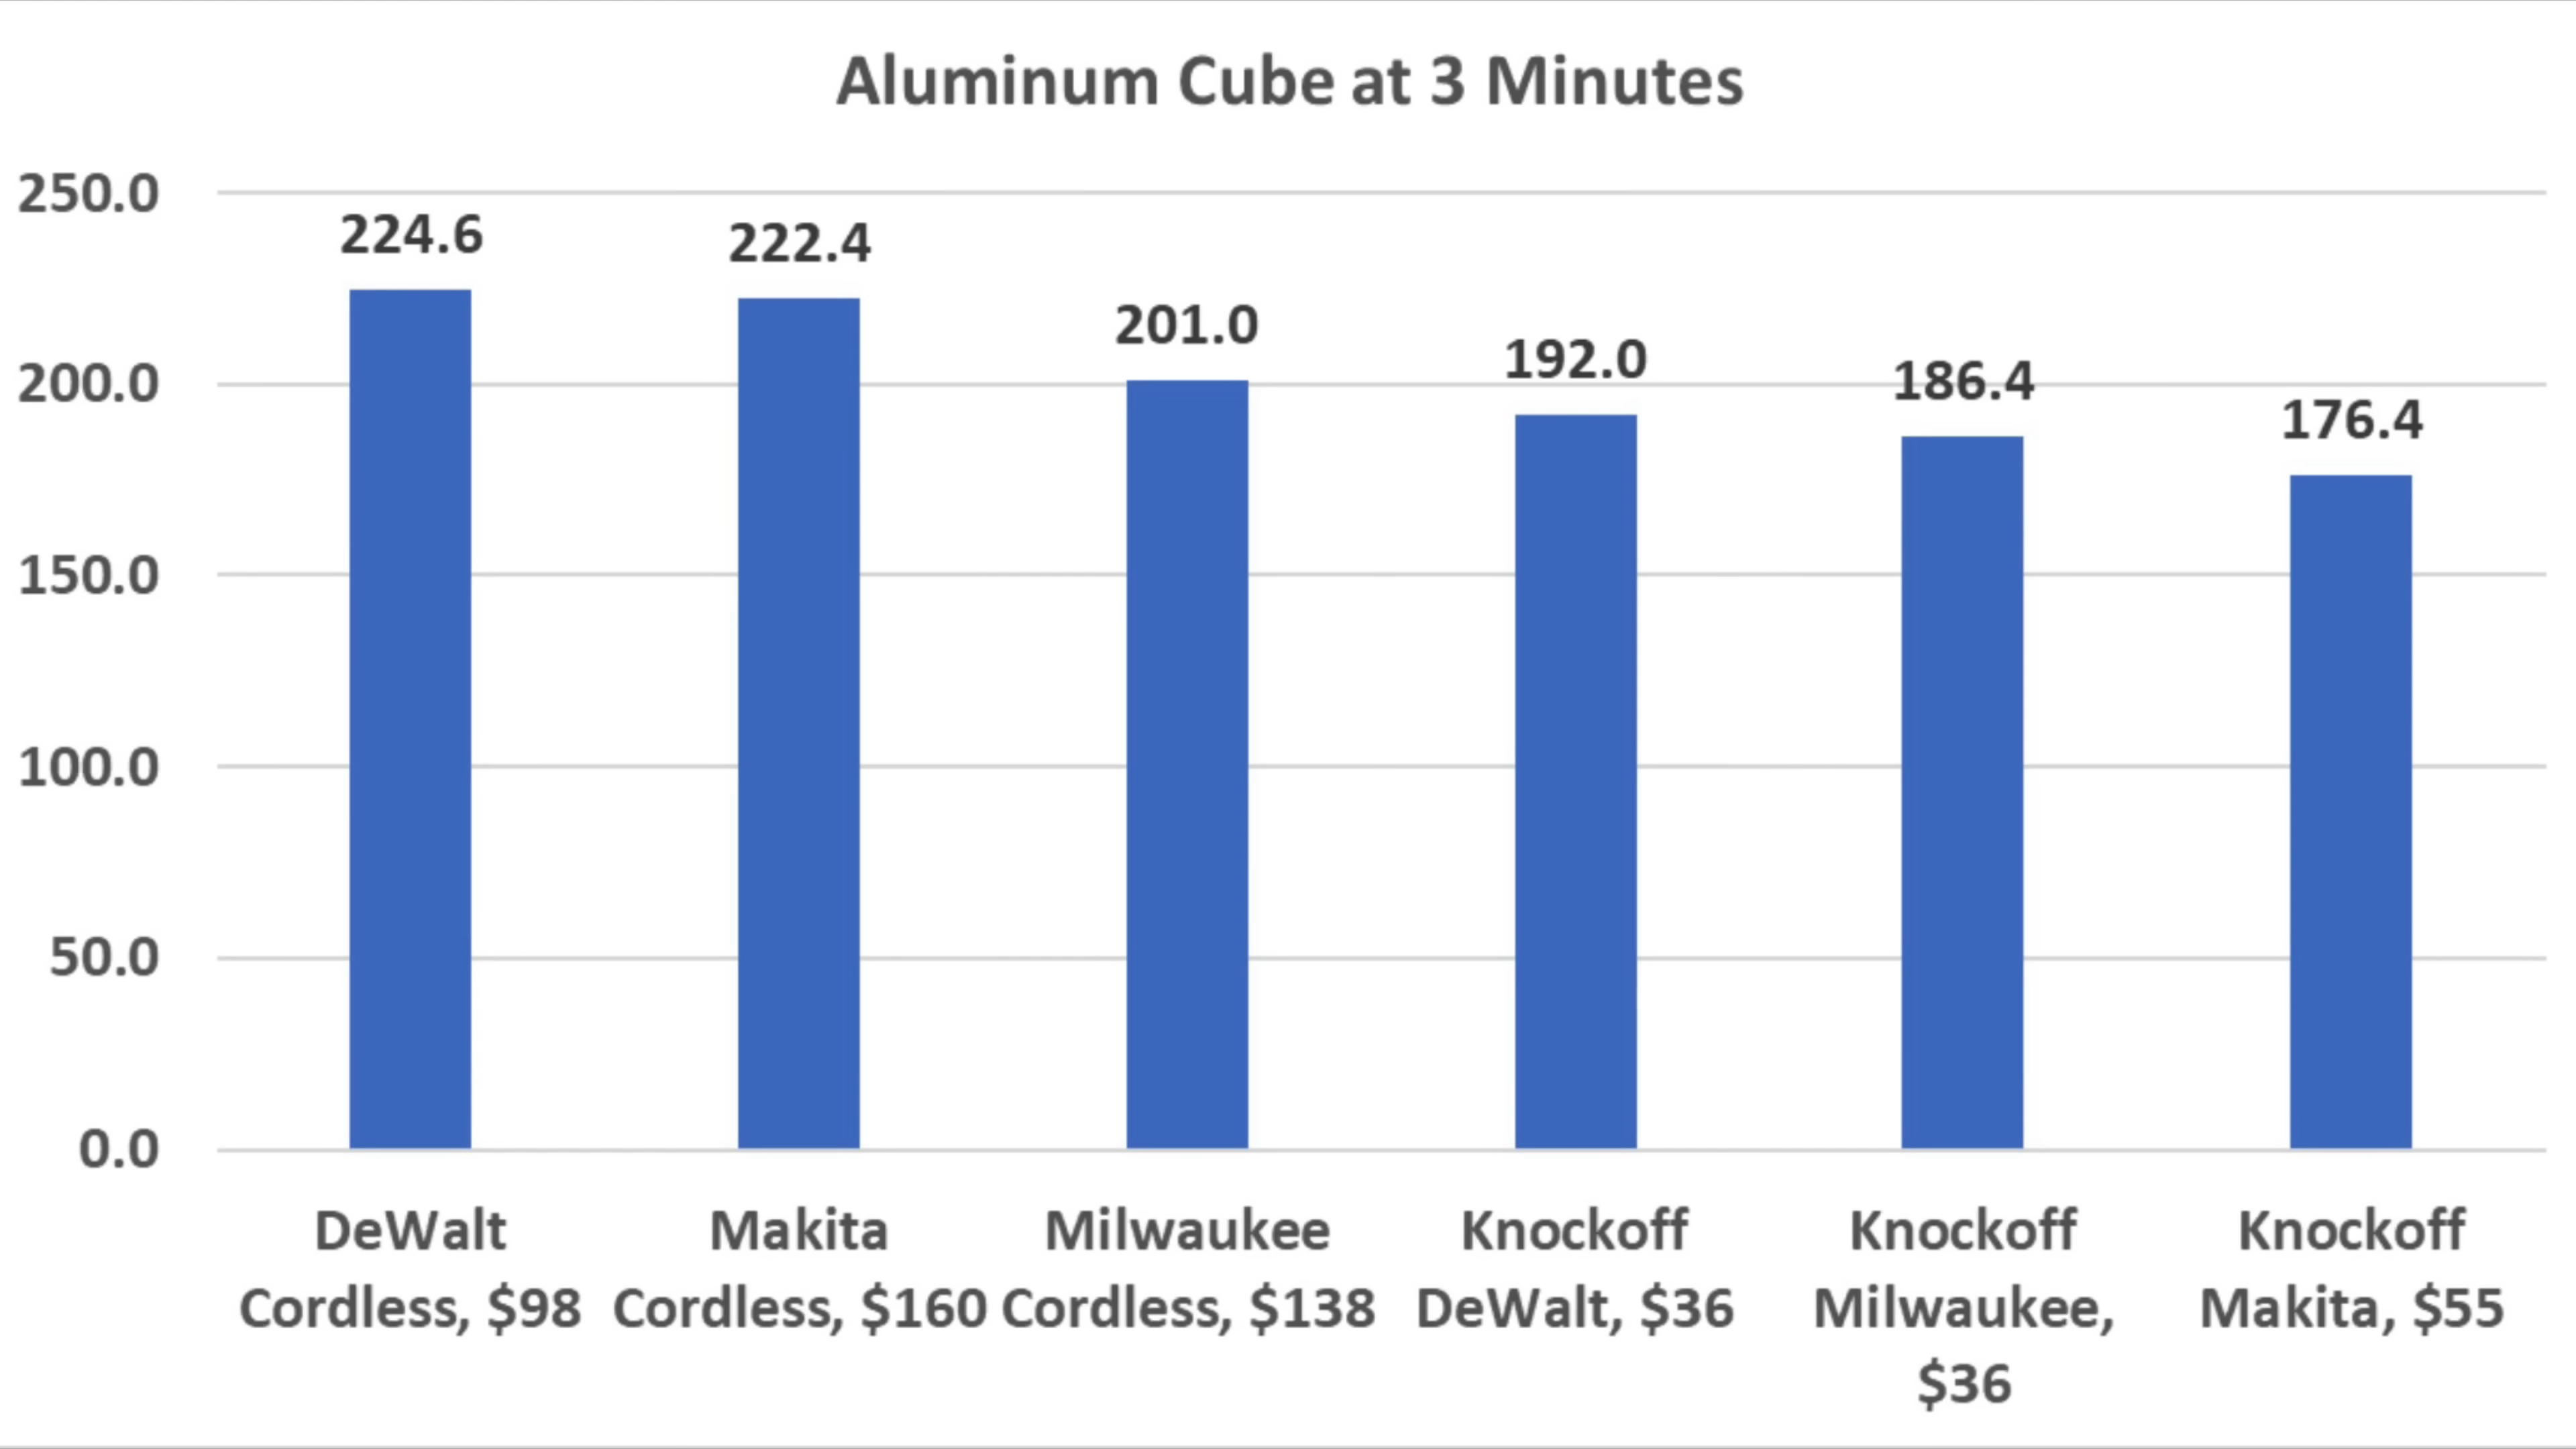 Aluminum Cube at 3 Minutes
250.0
200.0
150.0
100.0
50.0
0.0
224.6
222.4
201.0
192.0
186.4
176.4
DeWalt
Cordless, $98
Makita
Cordless, $160
Milwaukee
Cordless, $138
Knockoff
DeWalt, $36
Knockoff
Milwaukee,
$36
Knockoff
Makita, $55